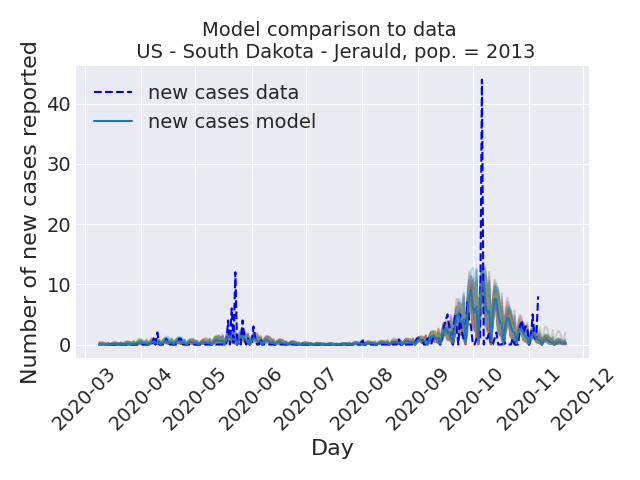 Model comparison to data
US - South Dakota - Jerauld, pop. = 2013
Number of new cases reported
new cases data
new cases model
40
30
20
10
0
2020-03
2020-04
2020-05
2020-06
2020-07
2020-08
2020-09
2020-10
2020-11
2020-12
Day